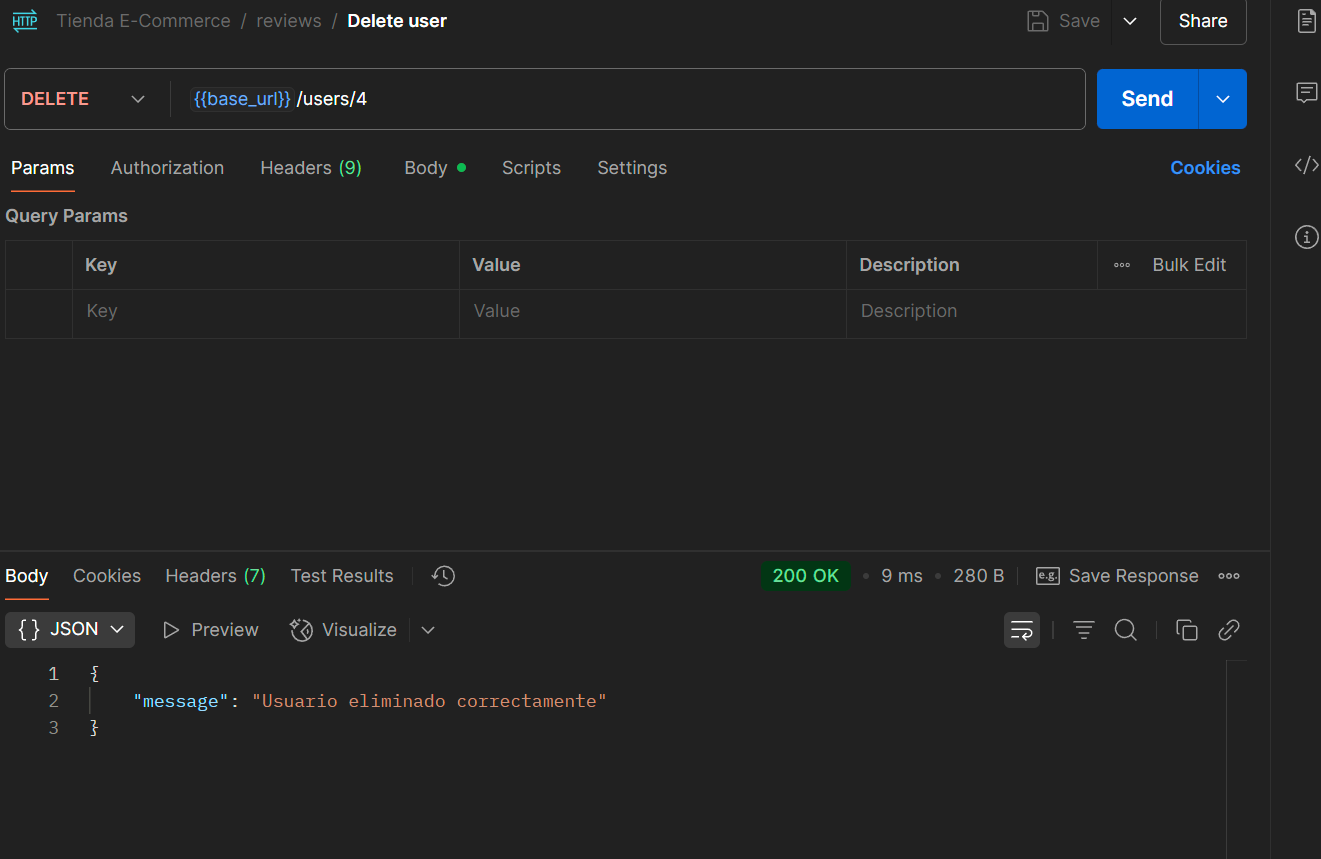 HTTP Tienda E-Commerce / reviews / Delete user Save Share
DELETE {{base_url}} /users/4 Send
Params Authorization Headers (9) Body Scripts Settings Cookies
Query Params
Key Value Description Bulk Edit
Key Value Description
Body Cookies Headers (7) Test Results 200 OK 9 ms 280 B e.g. Save Response
{} JSON Preview Visualize
1 {
2 "message": "Usuario eliminado correctamente"
3 }